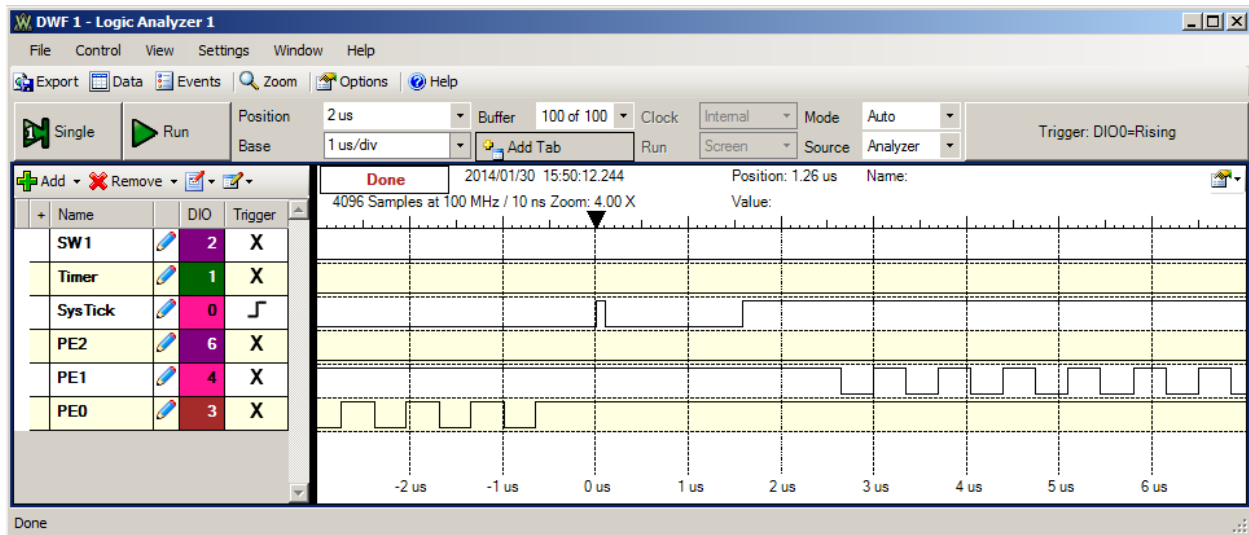 DWF 1 - Logic Analyzer 1
File Control View Settings Window Help
Export Data Events Zoom Options Help
Single Run Position 2 us Buffer 100 of 100 Clock Internal Mode Auto Trigger: DIO0=Rising
Base 1 us/div Add Tab Run Screen Source Analyzer
Add Remove Done 2014/01/30 15:50:12.244 Position: 1.26 us Name:
4096 Samples at 100 MHz / 10 ns Zoom: 4.00 X Value:
+ Name DIO Trigger
SW1 2 X
Timer 1 X
SysTick 0
PE2 6 X
PE1 4 X
PE0 3 X
-2 us -1 us 0 us 1 us 2 us 3 us 4 us 5 us 6 us
Done